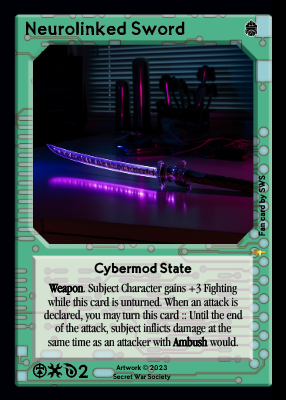 Neurolinked Sword
Fan card by SWS
Cybermod State
Weapon. Subject Character gains +3 Fighting
while this card is unturned. When an attack is
declared, you may turn this card :: Until the end
of the attack, subject inflicts damage at the
same time as an attacker with Ambush would.
2
Artwork © 2023
Secret War Society